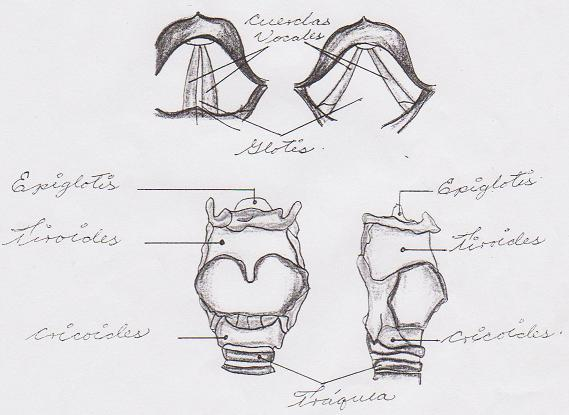 Cuerdas
Vocales
Glotis.
Epiglotis
Epiglotis
Tiroides
Tiroides
Cricoides
Cricoides.
Tráquea